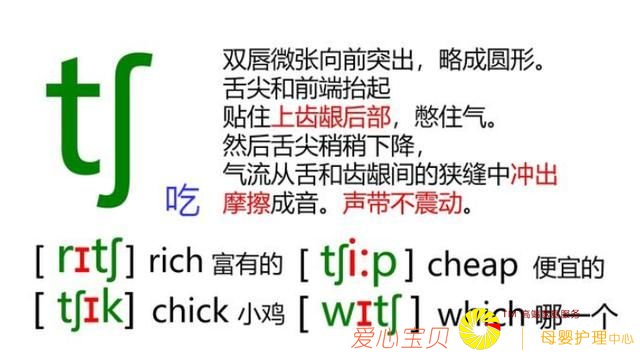 tʃ
吃
双唇微张向前突出，略成圆形。
舌尖和前端抬起
贴住上齿龈后部，憋住气。
然后舌尖稍稍下降，
气流从舌和齿龈间的狭缝中冲出
摩擦成音。声带不震动。
[ rɪtʃ] rich 富有的 [ tʃi:p] cheap 便宜的
[ tʃɪk] chick 小鸡 [ wɪtʃ] which 哪一个
爱心宝贝
母婴护理中心